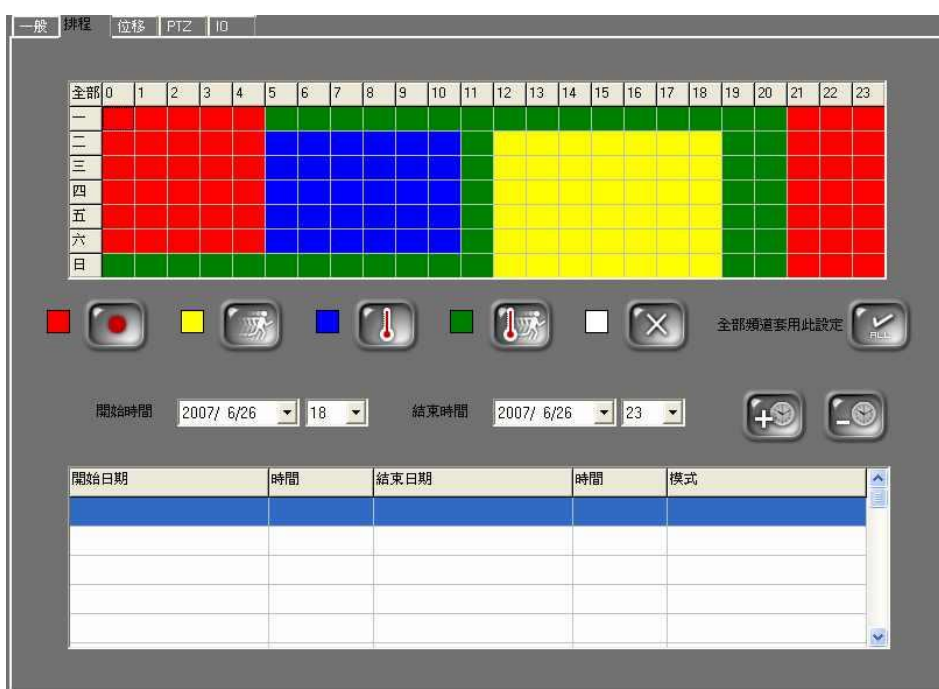 一般 排程 位移 PTZ IO
全部 0 1 2 3 4 5 6 7 8 9 10 11 12 13 14 15 16 17 18 19 20 21 22 23
一
二
三
四
五
六
日
全部頻道套用此設定 ALL
開始時間 2007/ 6/26 18 結束時間 2007/ 6/26 23
開始日期 時間 結束日期 時間 模式